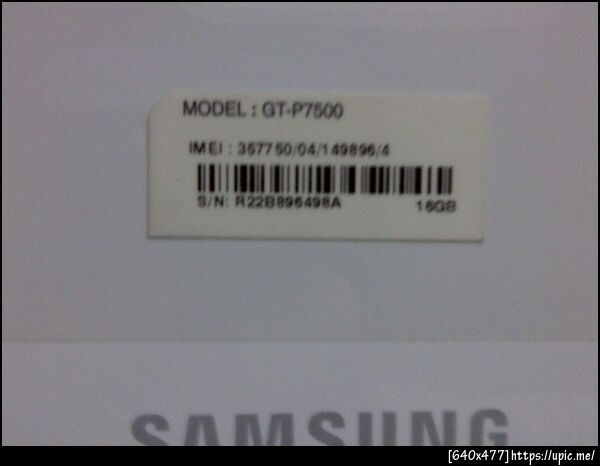 MODEL : GT-P7500
IMEI : 357750/04/149896/4
S/N: R22B896498A 16GB
SAMSUNG
[640x477]https://upic.me/